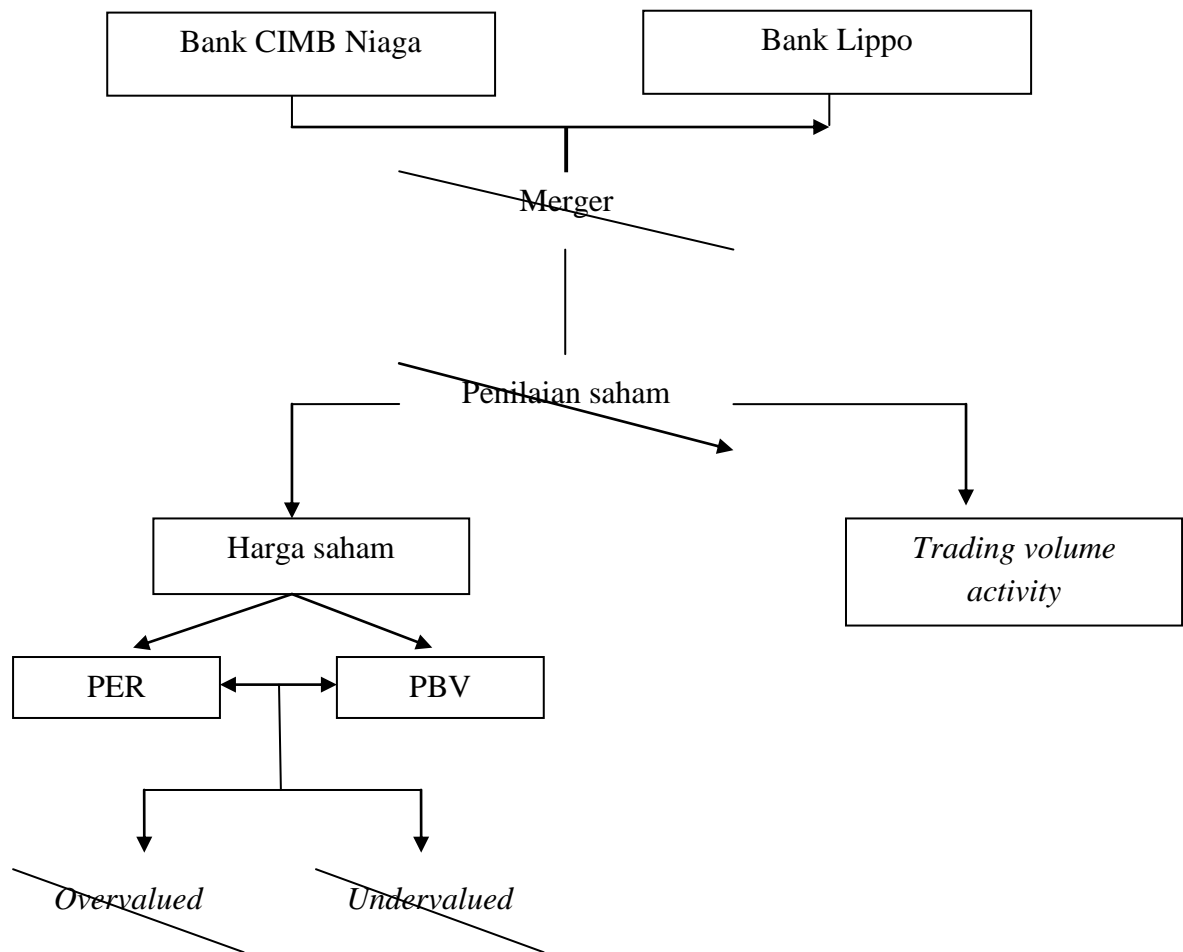 Bank CIMB Niaga
Bank Lippo
Merger
Penilaian saham
Harga saham
Trading volume
activity
PER
PBV
Overvalued
Undervalued